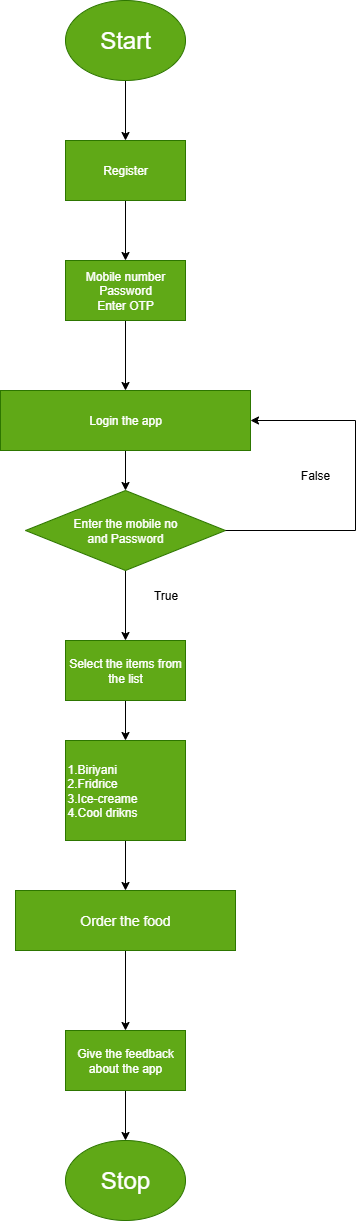 Start
Register
Mobile number
Password
Enter OTP
Login the app
False
Enter the mobile no
and Password
True
Select the items from
the list
1.Biriyani
2.Fridrice
3.Ice-creame
4.Cool drikns
Order the food
Give the feedback
about the app
Stop